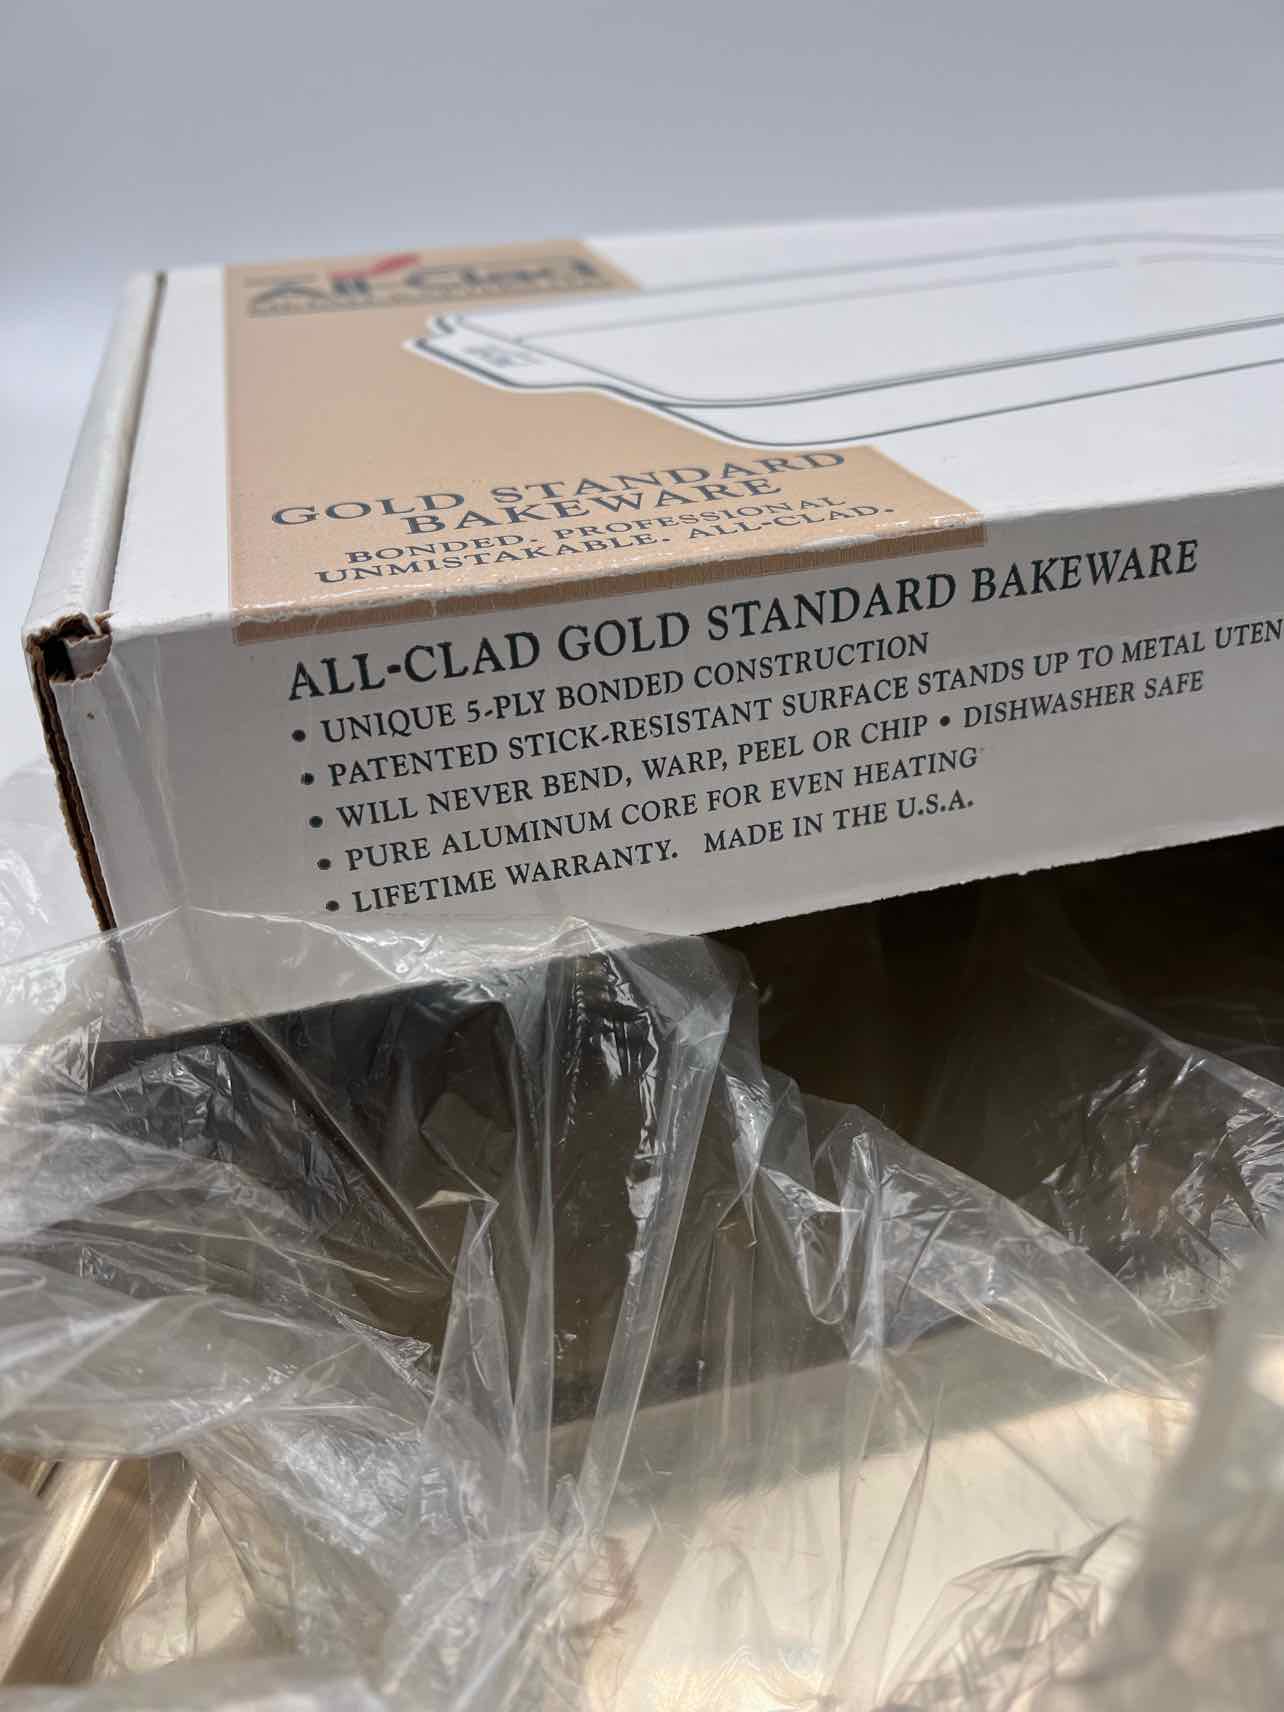 All-Clad
GOLD STANDARD
BAKEWARE
BONDED. PROFESSIONAL
UNMISTAKABLE. ALL-CLAD.
ALL-CLAD GOLD STANDARD BAKEWARE
• UNIQUE 5-PLY BONDED CONSTRUCTION
• PATENTED STICK-RESISTANT SURFACE STANDS UP TO METAL UTEN
• WILL NEVER BEND, WARP, PEEL OR CHIP • DISHWASHER SAFE
• PURE ALUMINUM CORE FOR EVEN HEATING
• LIFETIME WARRANTY. MADE IN THE U.S.A.